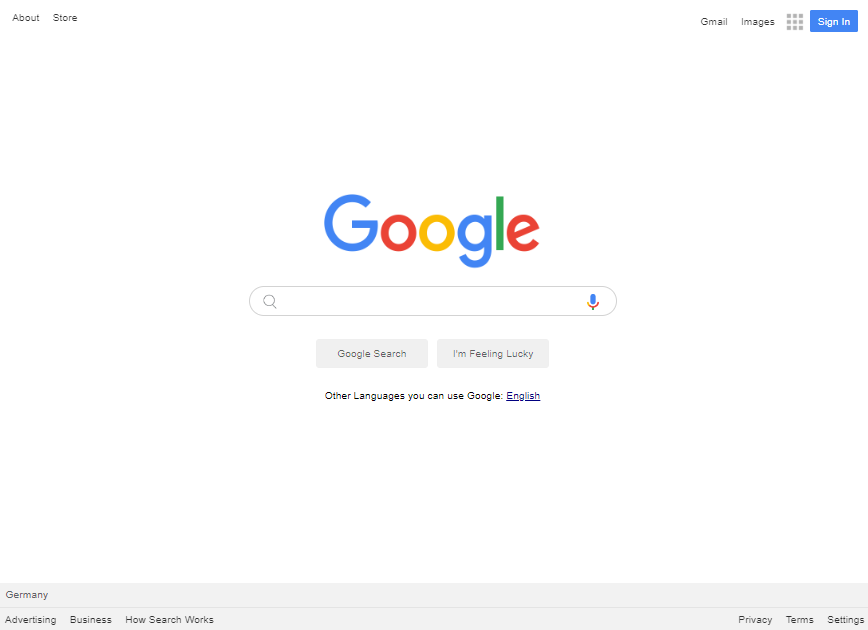 About Store
Gmail Images Sign In
Google
Google Search I'm Feeling Lucky
Other Languages you can use Google: English
Germany
Advertising Business How Search Works Privacy Terms Settings